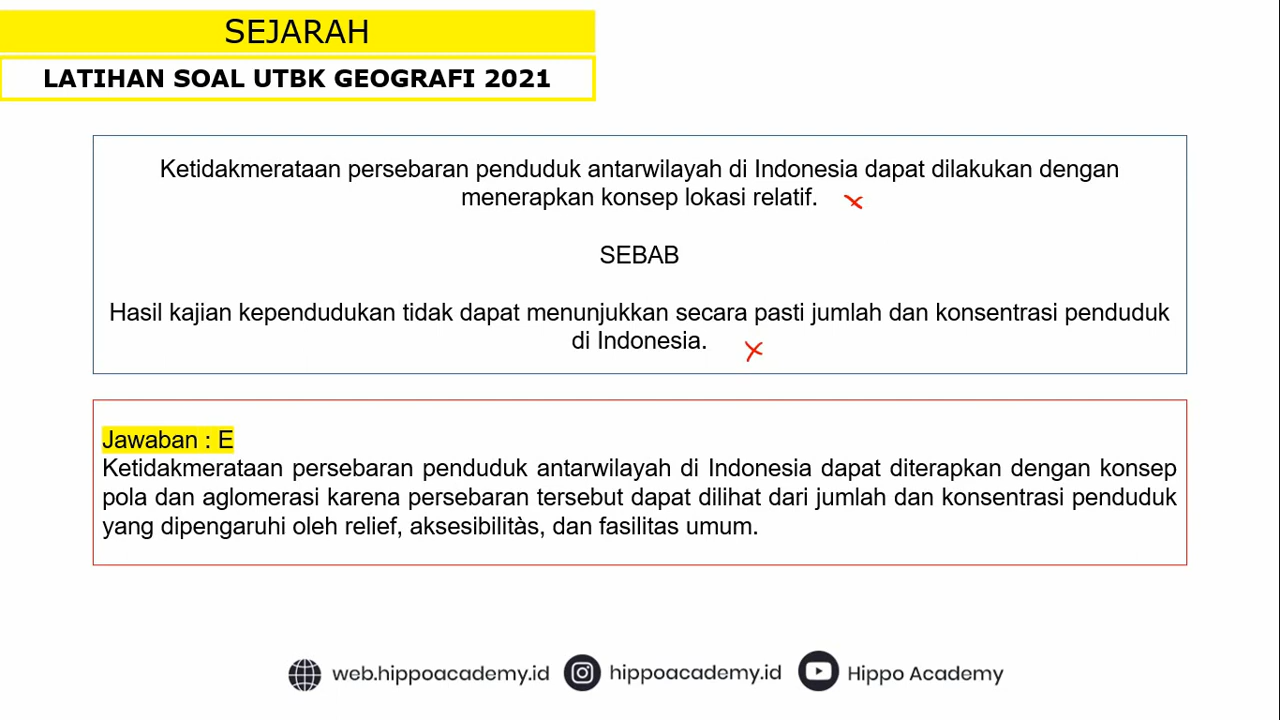 SEJARAH
LATIHAN SOAL UTBK GEOGRAFI 2021
Ketidakmerataan persebaran penduduk antarwilayah di Indonesia dapat dilakukan dengan
menerapkan konsep lokasi relatif.
SEBAB
Hasil kajian kependudukan tidak dapat menunjukkan secara pasti jumlah dan konsentrasi penduduk
di Indonesia.
Jawaban : E
Ketidakmerataan persebaran penduduk antarwilayah di Indonesia dapat diterapkan dengan konsep
pola dan aglomerasi karena persebaran tersebut dapat dilihat dari jumlah dan konsentrasi penduduk
yang dipengaruhi oleh relief, aksesibilitàs, dan fasilitas umum.
web.hippoacademy.id hippoacademy.id Hippo Academy